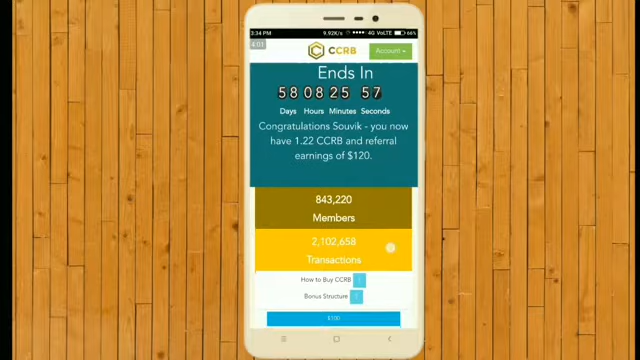 3:34 PM 9.92K/s 4G VoLTE 66%
4:03
CCRB
Account
Ends In
58 08 25 57
Days Hours Minutes Seconds
Congratulations Souvik - you now
have 1.22 CCRB and referral
earnings of $120.
843,220
Members
2,102,658
Transactions
How to Buy CCRB
Bonus Structure
$100